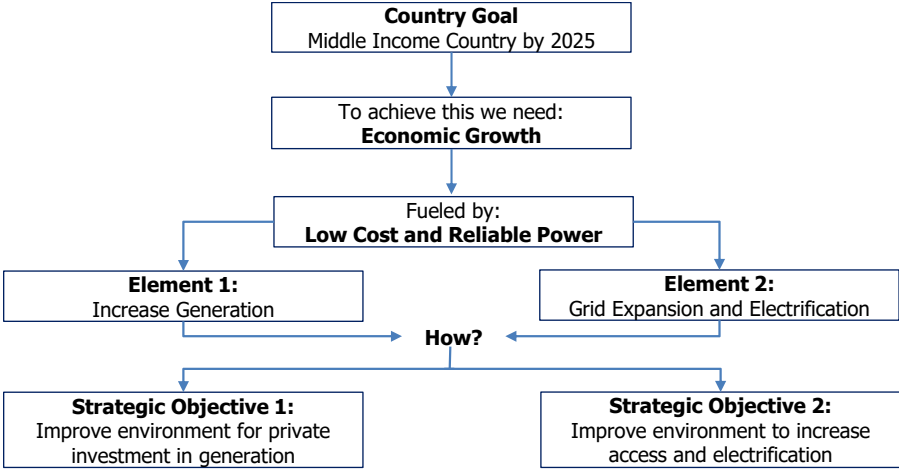 Country Goal
Middle Income Country by 2025
To achieve this we need:
Economic Growth
Fueled by:
Low Cost and Reliable Power
Element 1:
Increase Generation
Element 2:
Grid Expansion and Electrification
How?
Strategic Objective 1:
Improve environment for private
investment in generation
Strategic Objective 2:
Improve environment to increase
access and electrification